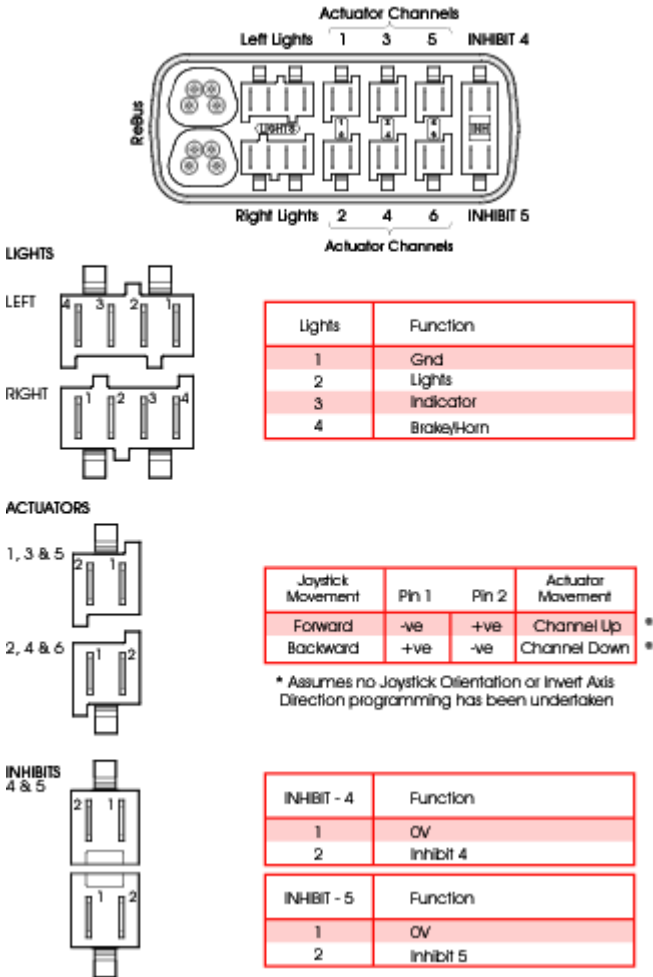 Actuator Channels
Left Lights 1 3 5 INHIBIT 4
ReBus
LIGHTS
INH
Right Lights 2 4 6 INHIBIT 5
Actuator Channels
LIGHTS
LEFT
4 3 2 1
RIGHT
1 2 3 4
Lights Function
1 Gnd
2 Lights
3 Indicator
4 Brake/Horn
ACTUATORS
1, 3 & 5
2 1
2, 4 & 6
1 2
Joystick Movement Pin 1 Pin 2 Actuator Movement
Forward -ve +ve Channel Up *
Backward +ve -ve Channel Down *
* Assumes no Joystick Orientation or Invert Axis
Direction programming has been undertaken
INHIBITS
4 & 5
2 1
1 2
INHIBIT - 4 Function
1 0V
2 Inhibit 4
INHIBIT - 5 Function
1 0V
2 Inhibit 5